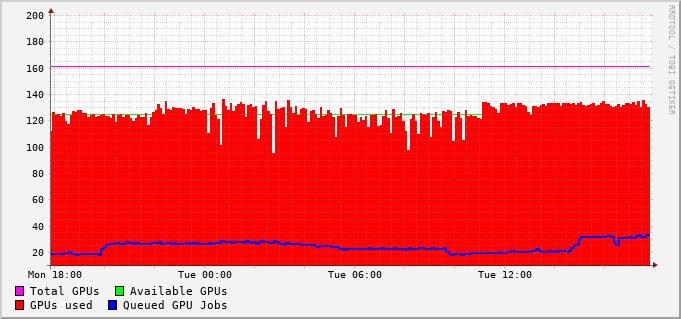 200
180
160
140
120
100
80
60
40
20
Mon 18:00 Tue 00:00 Tue 06:00 Tue 12:00
Total GPUs Available GPUs
GPUs used Queued GPU Jobs
RRDTOOL / TOBI OETIKER